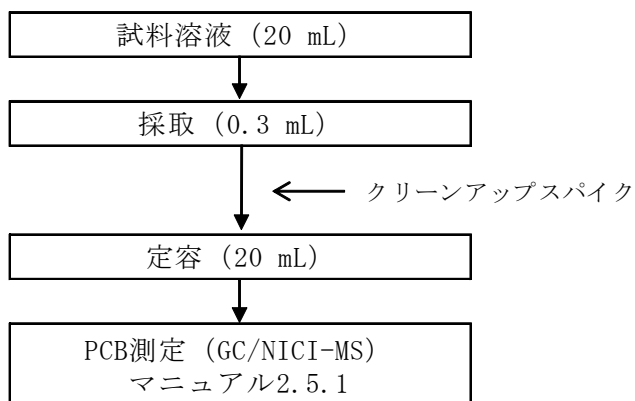 試料溶液 (20 mL)
採取 (0.3 mL)
クリーンアップスパイク
定容 (20 mL)
PCB測定 (GC/NICI-MS)
マニュアル2.5.1